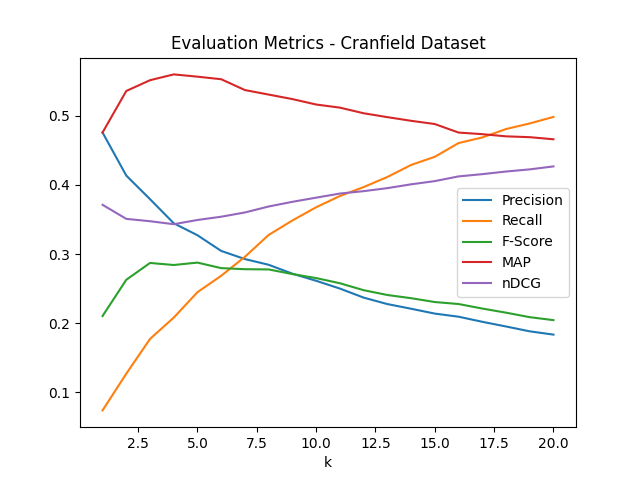 Evaluation Metrics - Cranfield Dataset
0.5
0.4
0.3
0.2
0.1
Precision
Recall
F-Score
MAP
nDCG
2.5 5.0 7.5 10.0 12.5 15.0 17.5 20.0
k